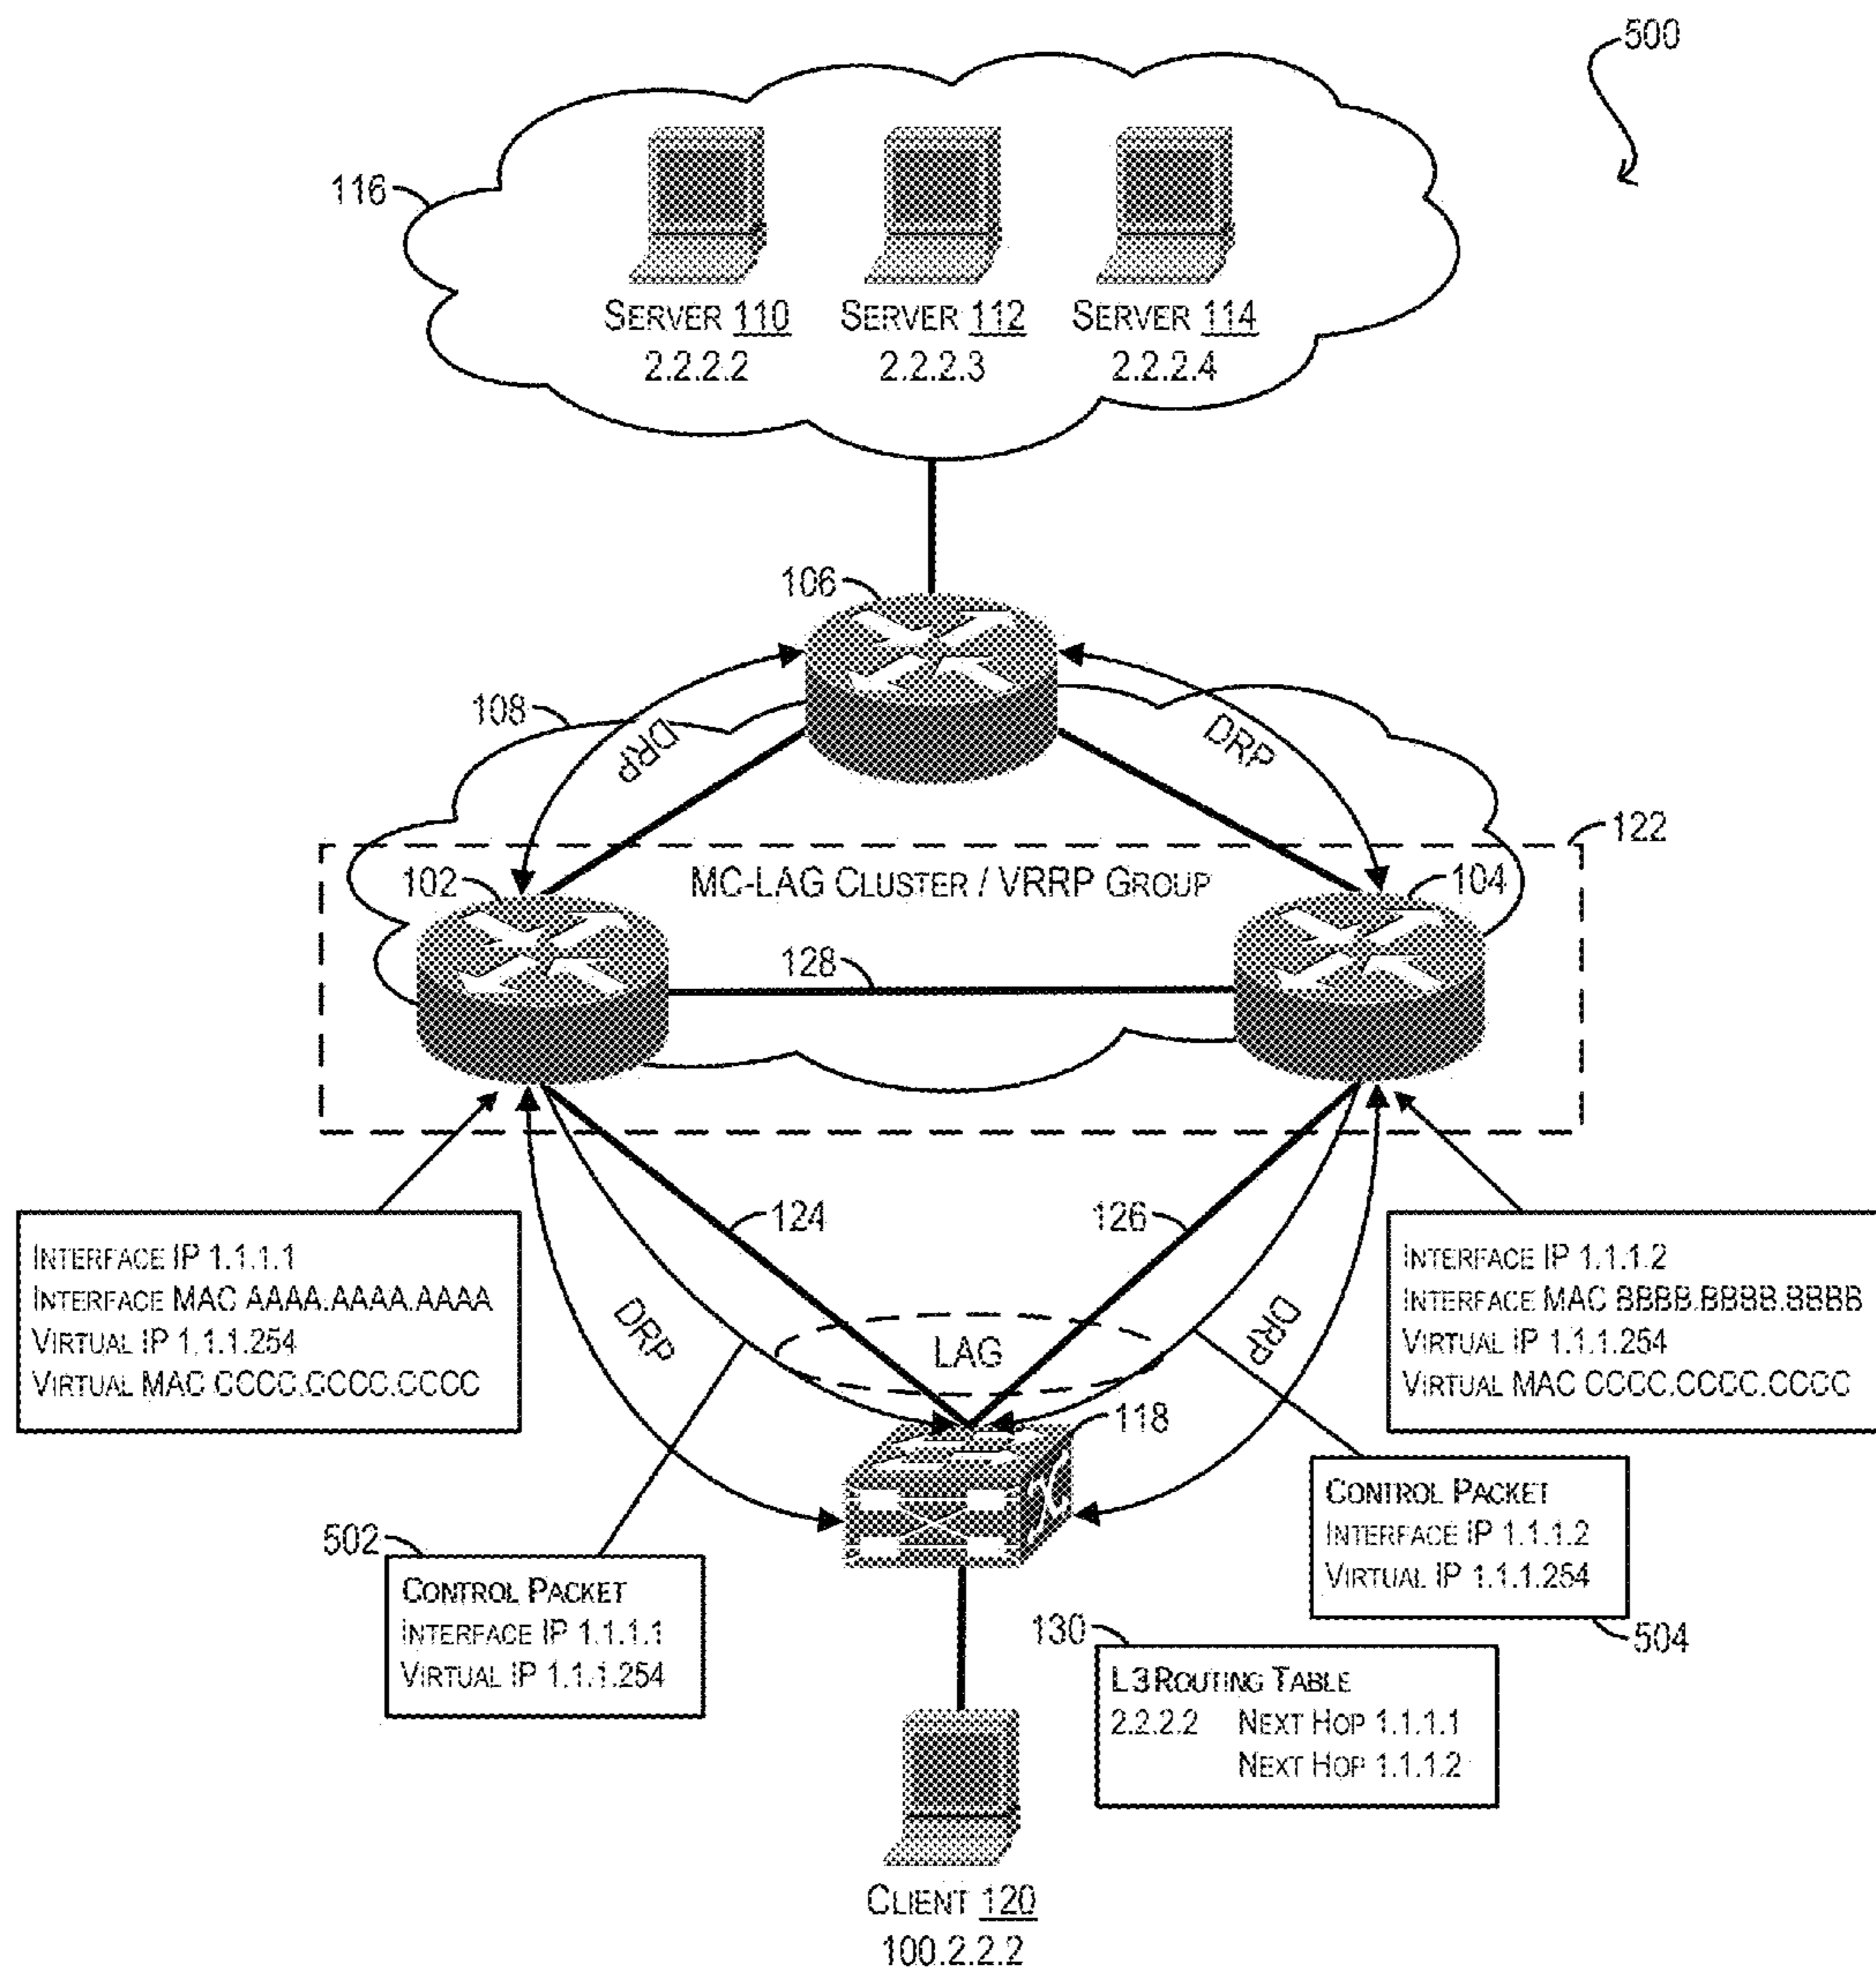 500
116
SERVER 110
2.2.2.2
SERVER 112
2.2.2.3
SERVER 114
2.2.2.4
106
108
DRP
DRP
122
102
MC-LAG CLUSTER / VRRP GROUP
104
128
124
126
INTERFACE IP 1.1.1.1
INTERFACE MAC AAAA.AAAA.AAAA
VIRTUAL IP 1.1.1.254
VIRTUAL MAC CCCC.CCCC.CCCC
INTERFACE IP 1.1.1.2
INTERFACE MAC BBBB.BBBB.BBBB
VIRTUAL IP 1.1.1.254
VIRTUAL MAC CCCC.CCCC.CCCC
DRP
LAG
DRP
118
502
CONTROL PACKET
INTERFACE IP 1.1.1.1
VIRTUAL IP 1.1.1.254
CONTROL PACKET
INTERFACE IP 1.1.1.2
VIRTUAL IP 1.1.1.254
504
130
L3 ROUTING TABLE
2.2.2.2 NEXT HOP 1.1.1.1
NEXT HOP 1.1.1.2
CLIENT 120
100.2.2.2